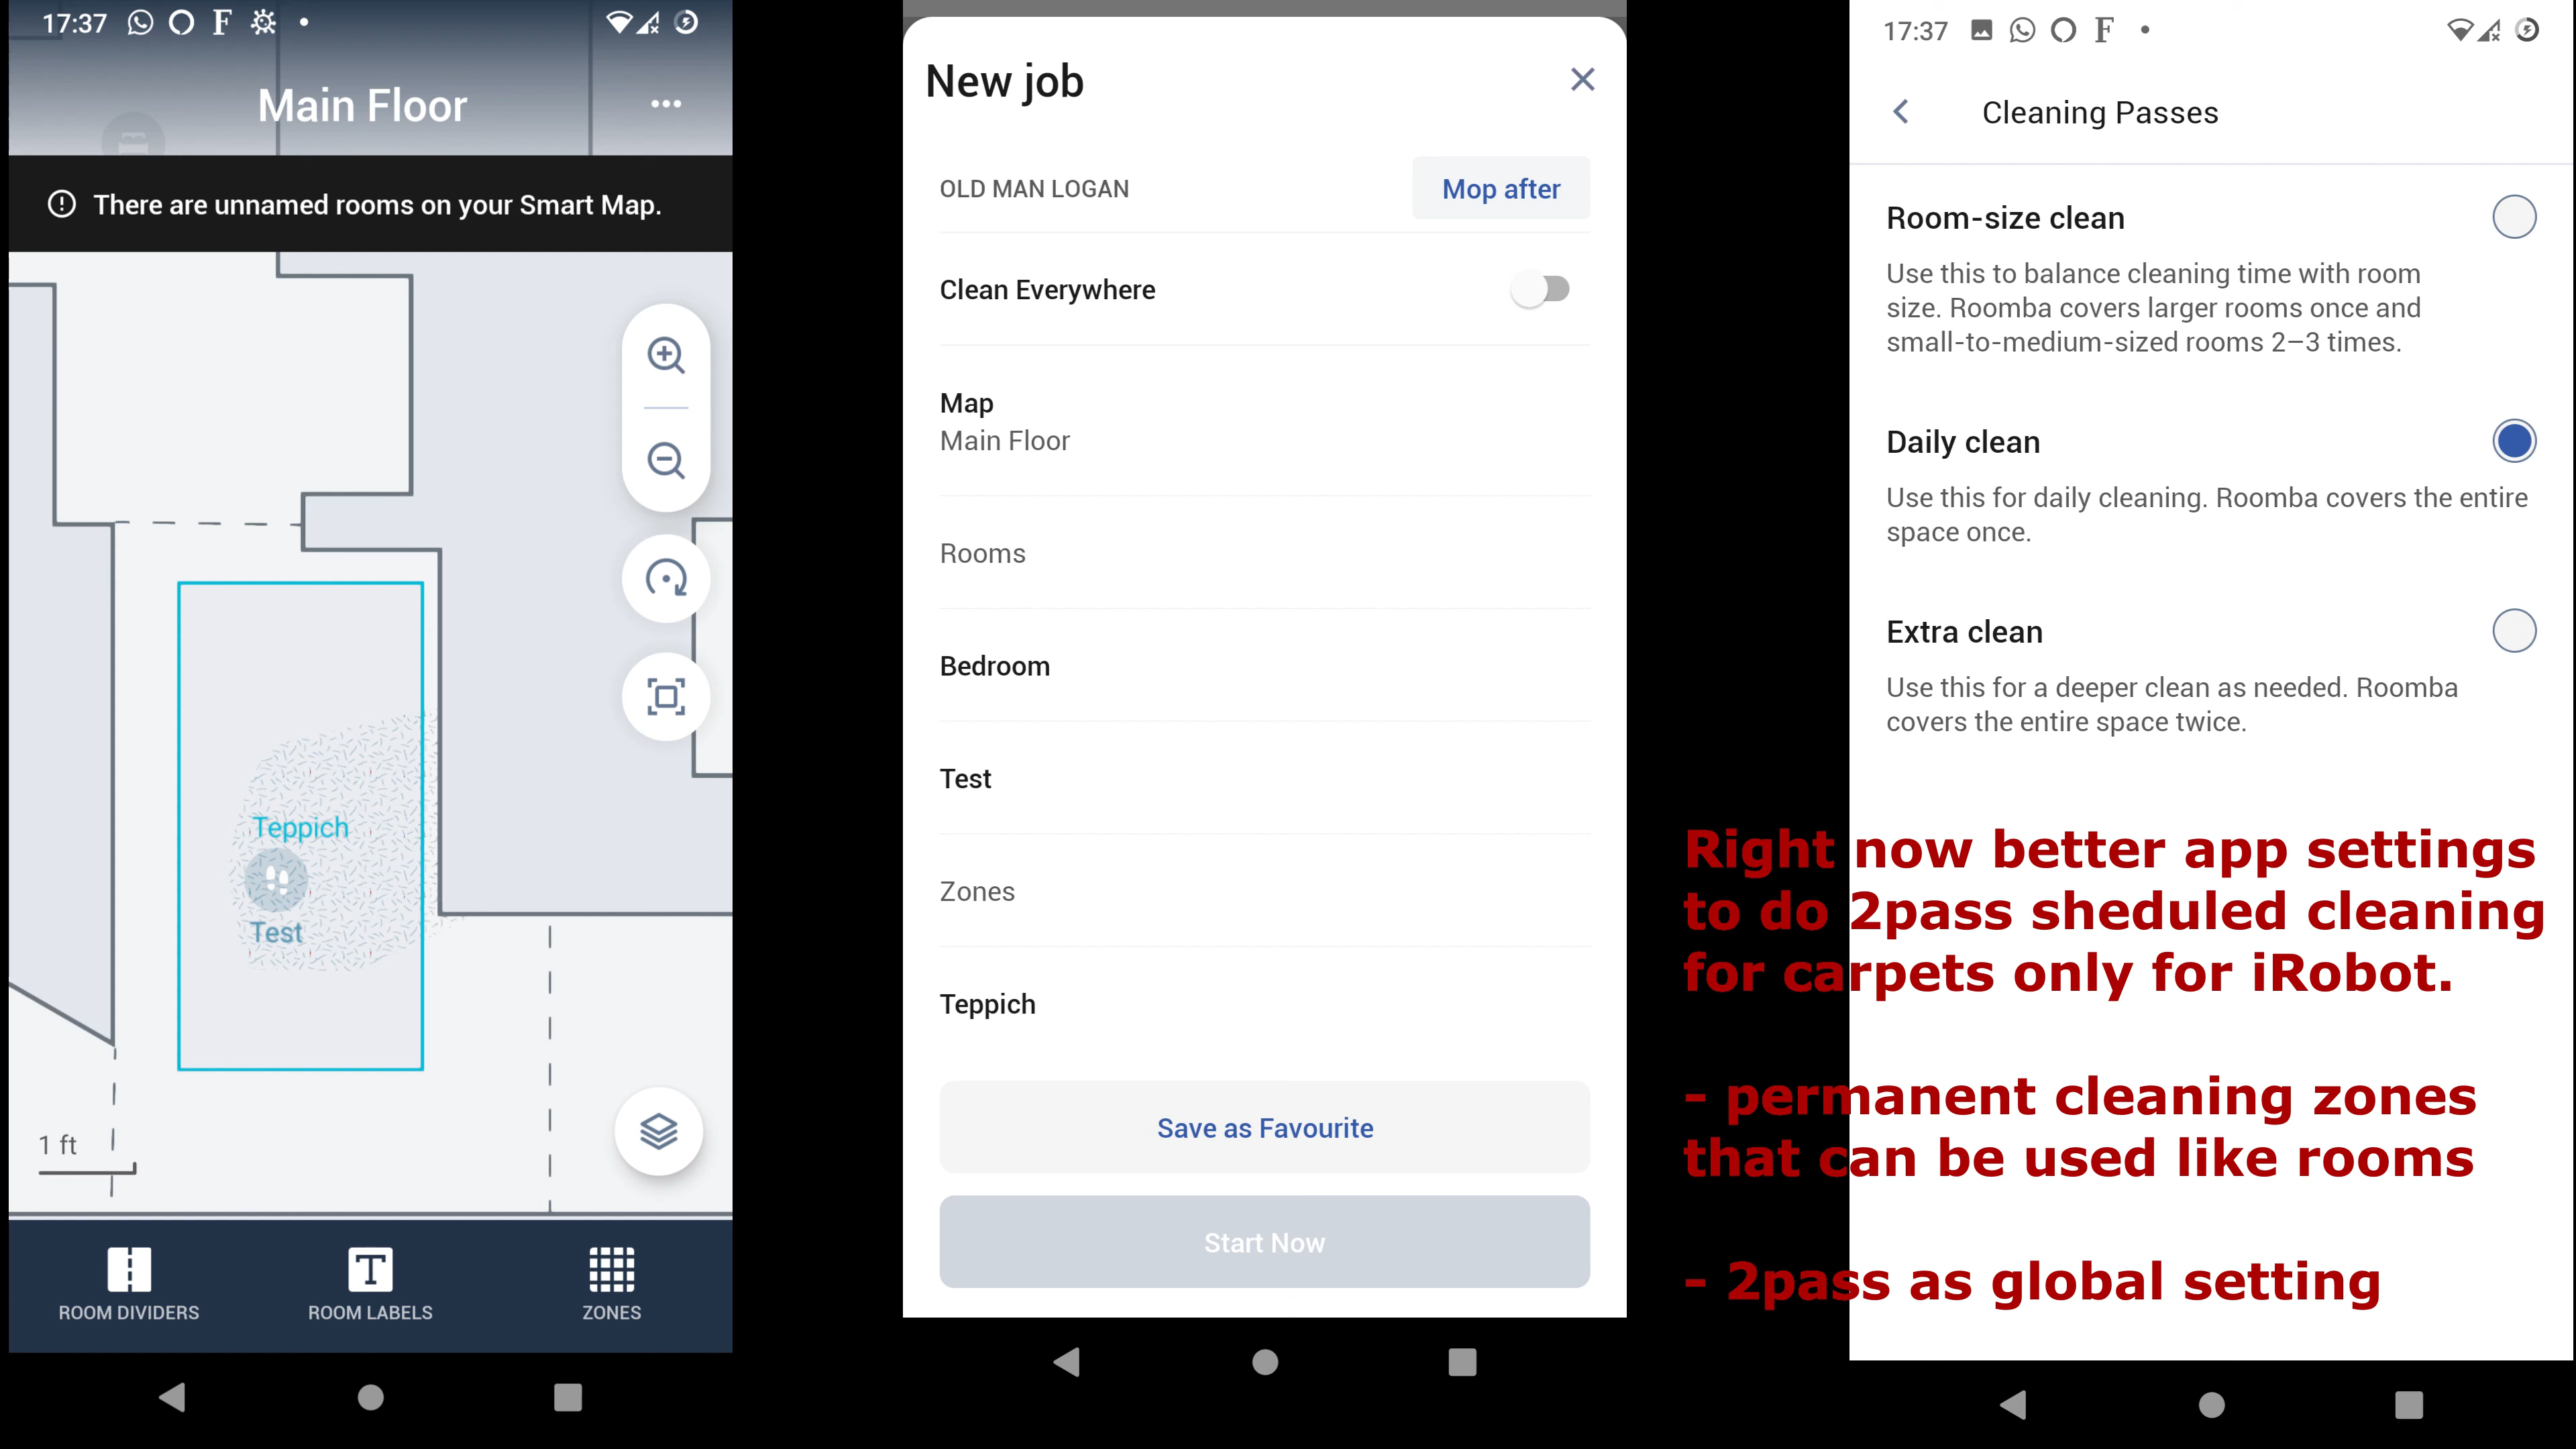 17:37
Main Floor
There are unnamed rooms on your Smart Map.
Teppich
Test
1 ft
ROOM DIVIDERS
ROOM LABELS
ZONES
New job
OLD MAN LOGAN
Mop after
Clean Everywhere
Map
Main Floor
Rooms
Bedroom
Test
Zones
Teppich
Save as Favourite
Start Now
17:37
Cleaning Passes
Room-size clean
Use this to balance cleaning time with room
size. Roomba covers larger rooms once and
small-to-medium-sized rooms 2–3 times.
Daily clean
Use this for daily cleaning. Roomba covers the entire
space once.
Extra clean
Use this for a deeper clean as needed. Roomba
covers the entire space twice.
Right now better app settings
to do 2pass sheduled cleaning
for carpets only for iRobot.
- permanent cleaning zones
that can be used like rooms
- 2pass as global setting